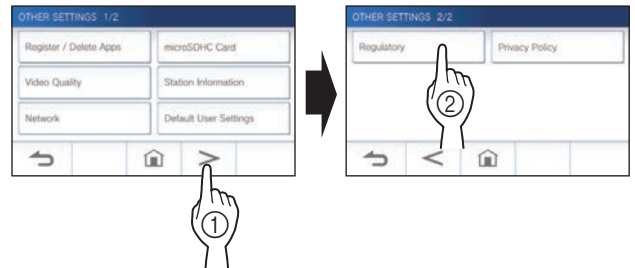 OTHER SETTINGS 1/2
Register / Delete Apps
microSDHC Card
Video Quality
Station Information
Network
Default User Settings
>
①
OTHER SETTINGS 2/2
Regulatory
Privacy Policy
②
<